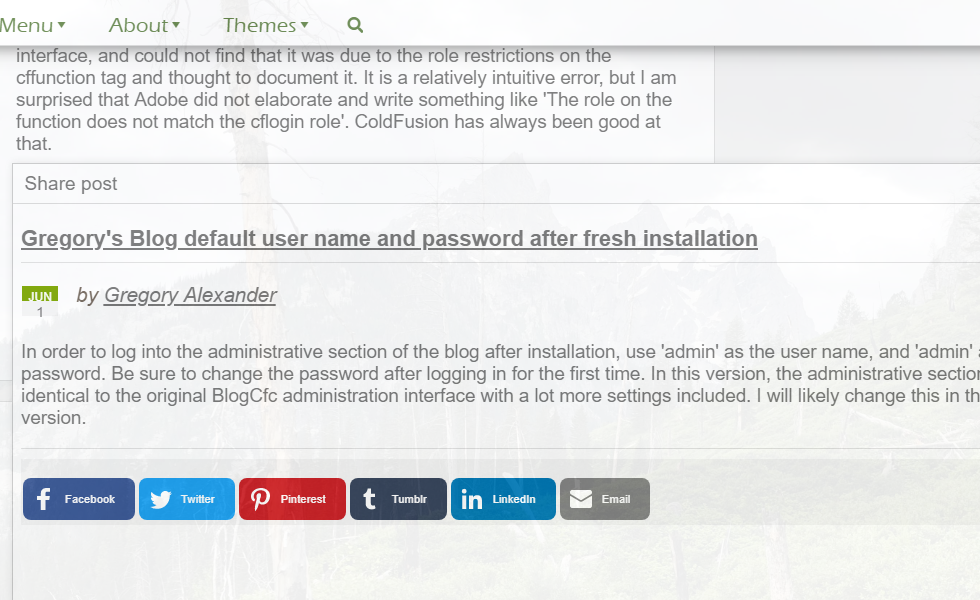 Menu About Themes
interface, and could not find that it was due to the role restrictions on the
cffunction tag and thought to document it. It is a relatively intuitive error, but I am
surprised that Adobe did not elaborate and write something like 'The role on the
function does not match the cflogin role'. ColdFusion has always been good at
that.
Share post
Gregory's Blog default user name and password after fresh installation
JUN
1
by Gregory Alexander
In order to log into the administrative section of the blog after installation, use 'admin' as the user name, and 'admin'
password. Be sure to change the password after logging in for the first time. In this version, the administrative
identical to the original BlogCfc administration interface with a lot more settings included. I will likely change this in
version.
Facebook Twitter Pinterest Tumblr LinkedIn Email